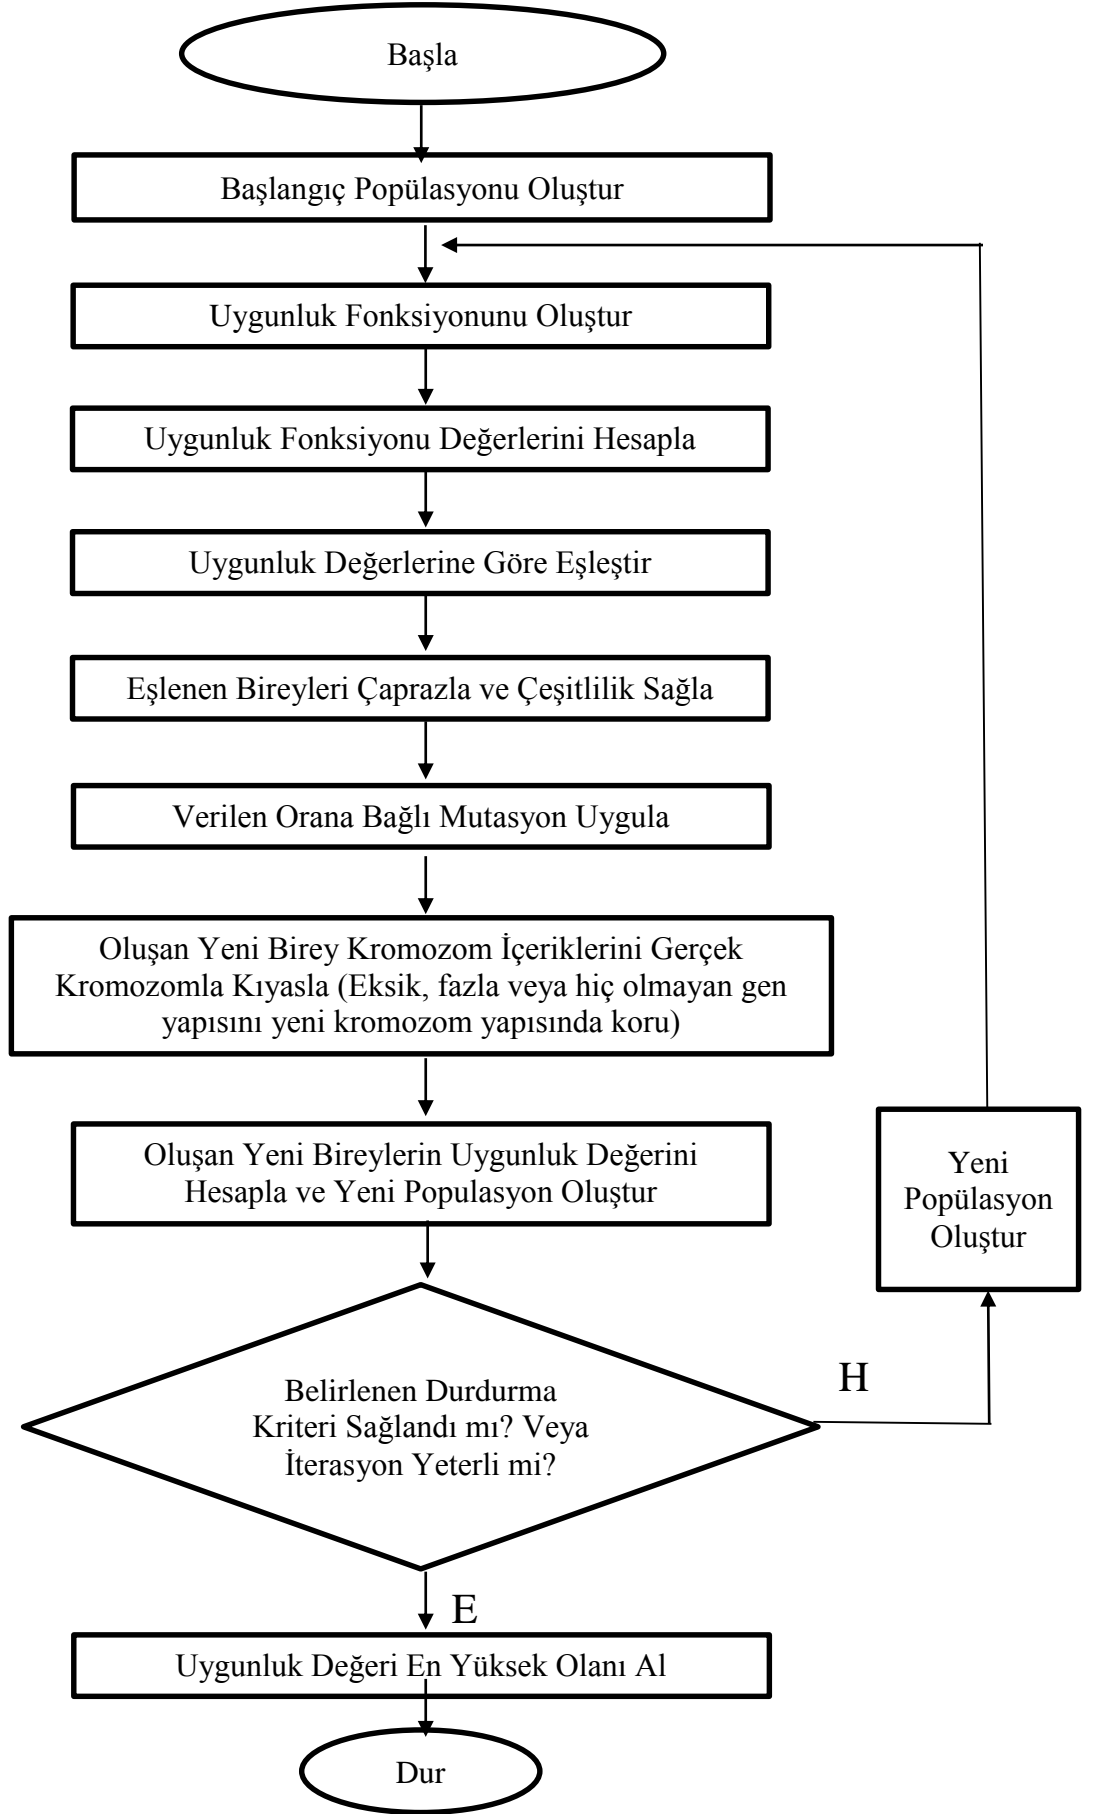 Başla
Başlangıç Popülasyonu Oluştur
Uygunluk Fonksiyonunu Oluştur
Uygunluk Fonksiyonu Değerlerini Hesapla
Uygunluk Değerlerine Göre Eşleştir
Eşlenen Bireyleri Çaprazla ve Çeşitlilik Sağla
Verilen Orana Bağlı Mutasyon Uygula
Oluşan Yeni Birey Kromozom İçeriklerini Gerçek
Kromozomla Kıyasla (Eksik, fazla veya hiç olmayan gen
yapısını yeni kromozom yapısında koru)
Oluşan Yeni Bireylerin Uygunluk Değerini
Hesapla ve Yeni Populasyon Oluştur
Yeni
Popülasyon
Oluştur
Belirlenen Durdurma
Kriteri Sağlandı mı? Veya
İterasyon Yeterli mi?
H
E
Uygunluk Değeri En Yüksek Olanı Al
Dur